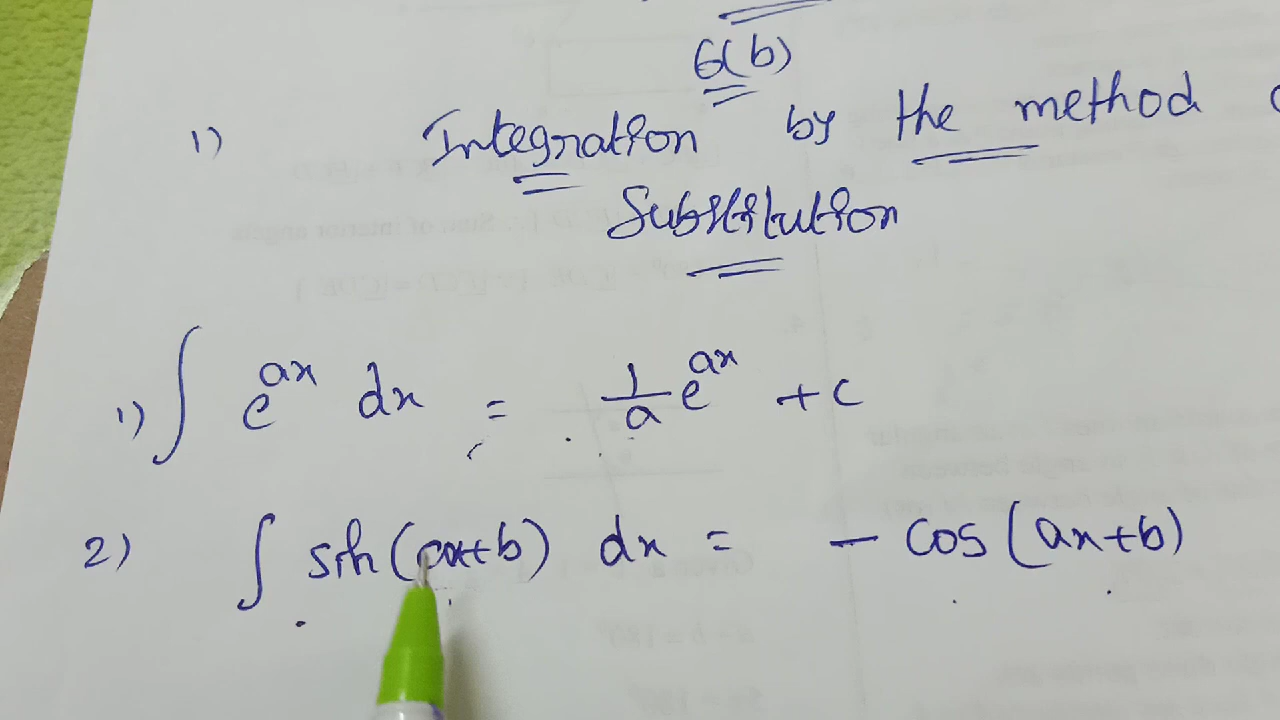 6(b)
1) Integration by the method
Substitution
1) ∫ e^{ax} dx = 1/a e^{ax} + c
2) ∫ sin(ax+b) dx = - cos(ax+b)